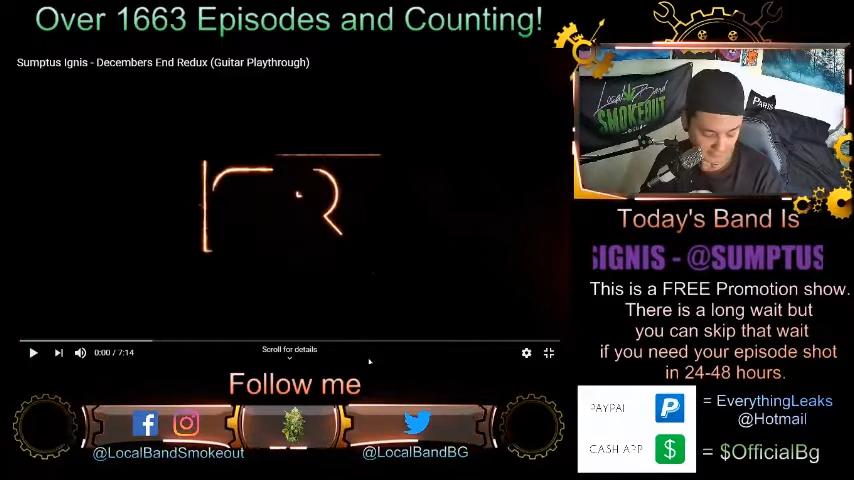 Over 1663 Episodes and Counting!
Sumptus Ignis - Decembers End Redux (Guitar Playthrough)
0:00 / 7:14
Scroll for details
Follow me
@LocalBandSmokeout
@LocalBandBG
Local Band
SMOKEOUT
PARIS
Today's Band Is
SIGNIS - @SUMPTUS
This is a FREE Promotion show.
There is a long wait but
you can skip that wait
if you need your episode shot
in 24-48 hours.
PAYPAL
= EverythingLeaks
@Hotmail
CASH APP
$
= $OfficialBg